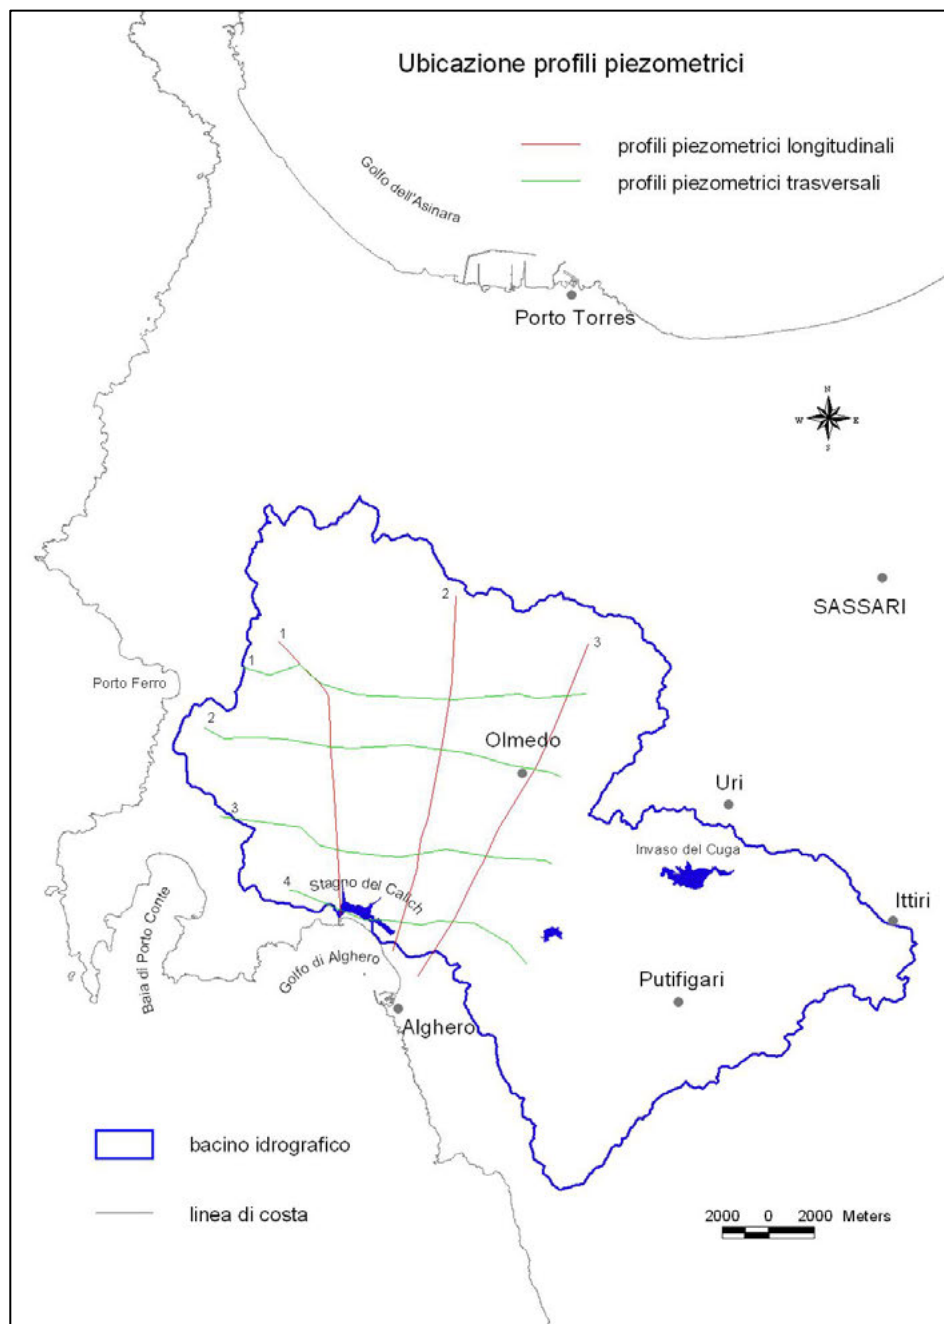 Ubicazione profili piezometrici
profili piezometrici longitudinali
profili piezometrici trasversali
Golfo dell'Asinara
Porto Torres
N
W
E
S
SASSARI
2
1
3
1
Porto Ferro
2
Olmedo
Uri
3
Invaso del Cuga
4
Stagno del Calich
Ittiri
Baia di Porto Conte
Golfo di Alghero
Putifigari
Alghero
bacino idrografico
linea di costa
2000 0 2000 Meters